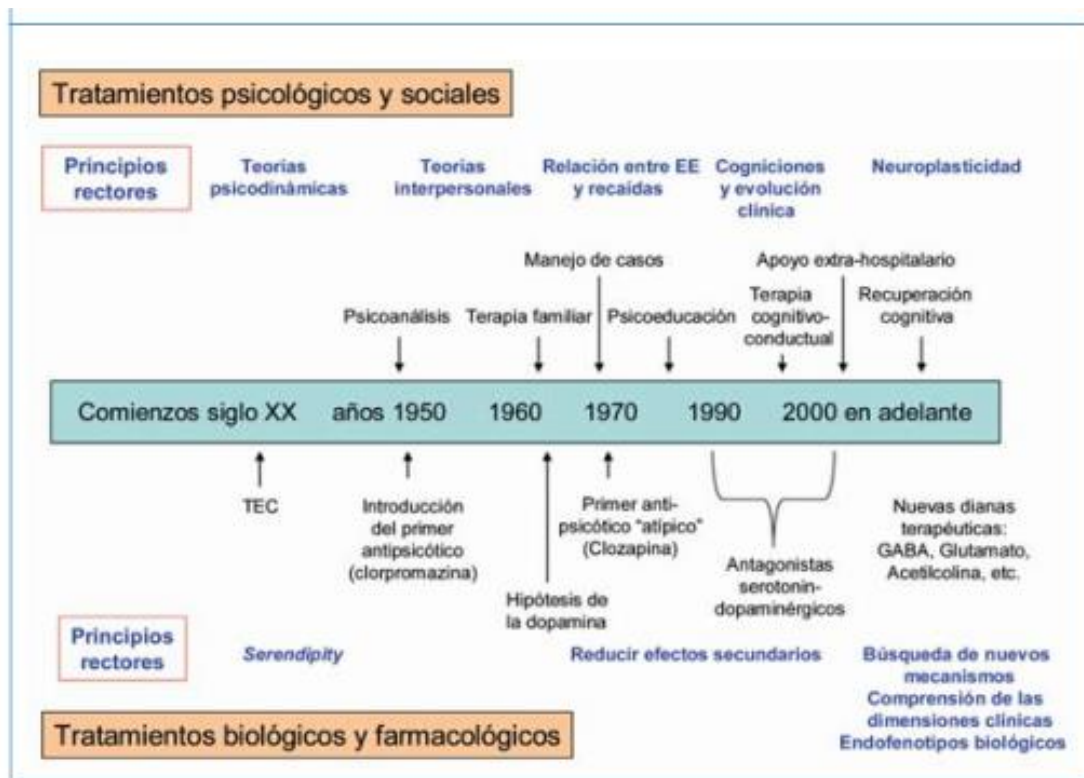 Tratamientos psicológicos y sociales
Principios
rectores
Teorías
psicodinámicas
Teorías
interpersonales
Relación entre EE
y recaídas
Cogniciones
y evolución
clínica
Neuroplasticidad
Manejo de casos
Apoyo extra-hospitalario
Psicoanálisis
Terapia familiar
Psicoeducación
Terapia
cognitivo-
conductual
Recuperación
cognitiva
Comienzos siglo XX años 1950 1960 1970 1990 2000 en adelante
TEC
Introducción
del primer
antipsicótico
(clorpromazina)
Hipótesis de
la dopamina
Primer anti-
psicótico "atípico"
(Clozapina)
Antagonistas
serotonin-
dopaminérgicos
Nuevas dianas
terapéuticas:
GABA, Glutamato,
Acetilcolina, etc.
Principios
rectores
Serendipity
Reducir efectos secundarios
Búsqueda de nuevos
mecanismos
Comprensión de las
dimensiones clínicas
Endofenotipos biológicos
Tratamientos biológicos y farmacológicos